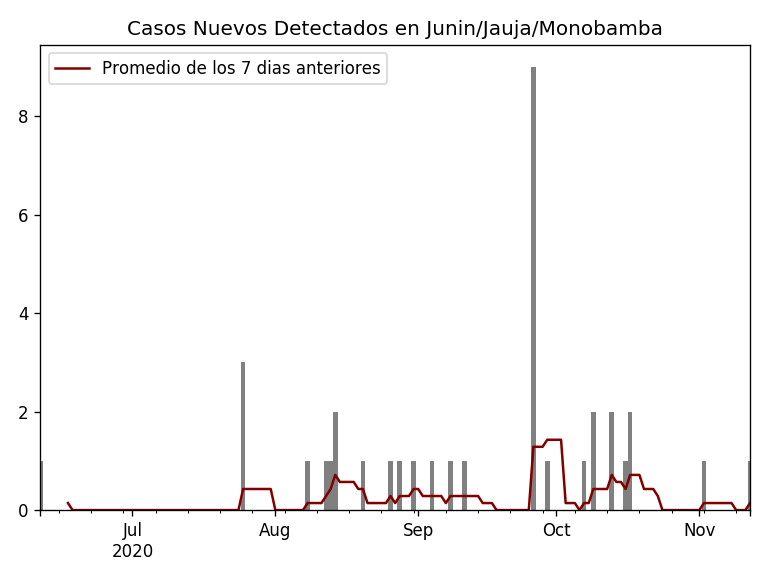 Casos Nuevos Detectados en Junin/Jauja/Monobamba
Promedio de los 7 dias anteriores
8
6
4
2
0
Jul
2020
Aug
Sep
Oct
Nov